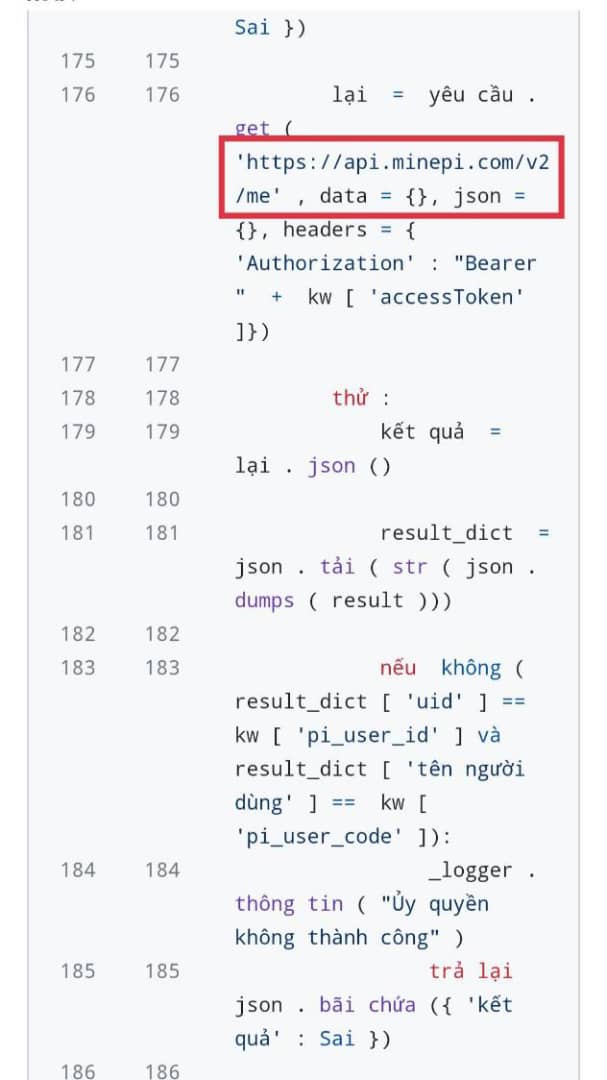 Sai })
175 175
176 176 lại = yêu cầu .
get (
'https://api.minepi.com/v2
/me' , data = {}, json =
{}, headers = {
'Authorization' : "Bearer
" + kw [ 'accessToken'
]})
177 177
178 178 thử :
179 179 kết quả =
lại . json ()
180 180
181 181 result_dict =
json . tải ( str ( json .
dumps ( result )))
182 182
183 183 nếu không (
result_dict [ 'uid' ] ==
kw [ 'pi_user_id' ] và
result_dict [ 'tên người
dùng' ] == kw [
'pi_user_code' ]):
184 184 _logger .
thông tin ( "Ủy quyền
không thành công" )
185 185 trả lại
json . bãi chứa ({ 'kết
quả' : Sai })
186 186